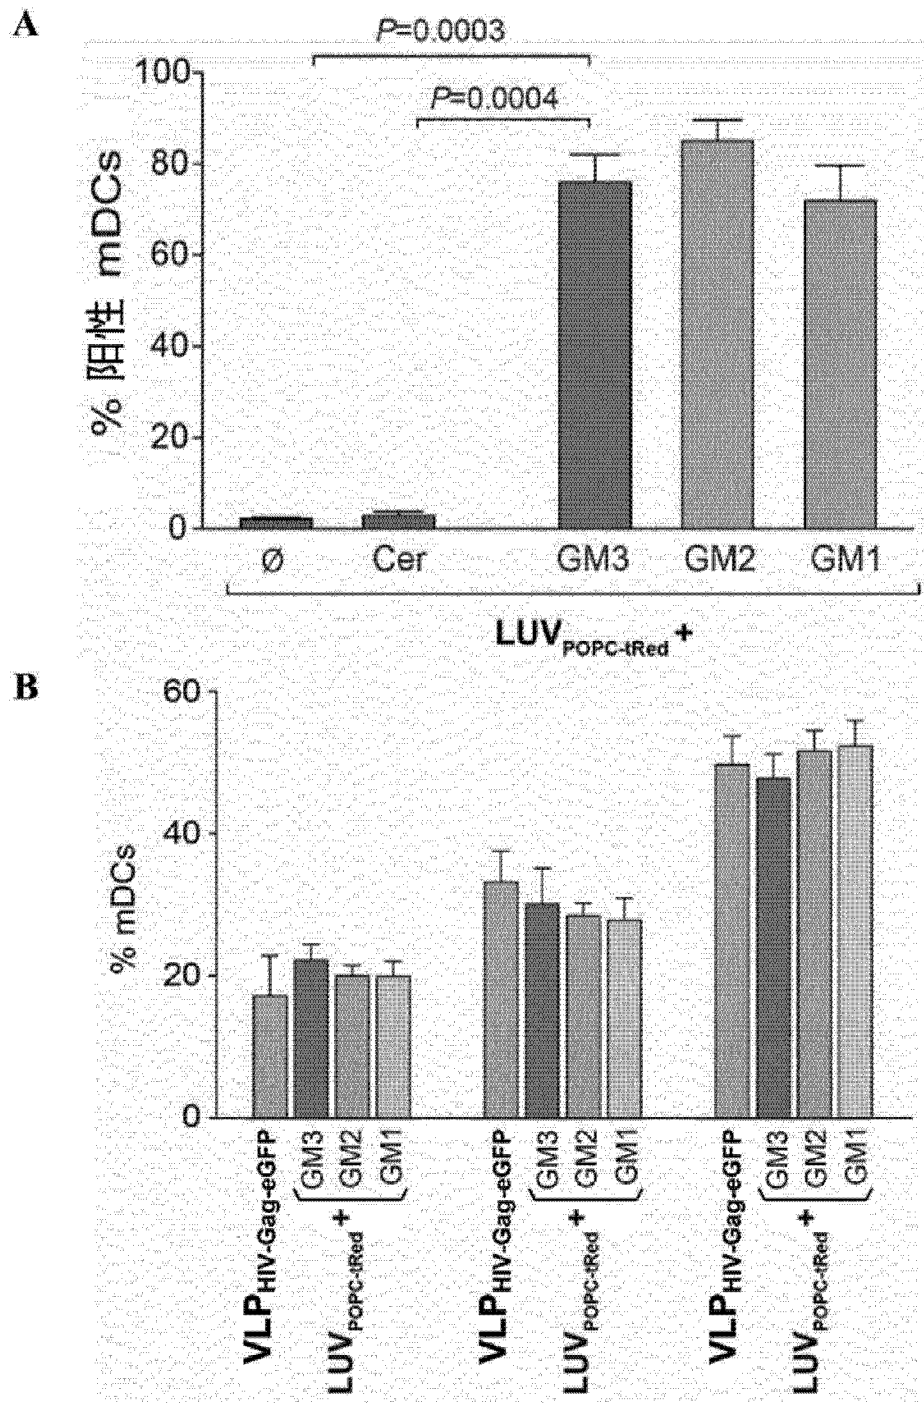 A
P=0.0003
P=0.0004
% 阳性 mDCs
100
80
60
40
20
0
Ø Cer GM3 GM2 GM1
LUVPOPC-tRed +
B
% mDCs
60
40
20
0
VLPHIV-Gag-eGFP GM3 GM2 GM1 VLPHIV-Gag-eGFP GM3 GM2 GM1 VLPHIV-Gag-eGFP GM3 GM2 GM1
LUVPOPC-tRed + LUVPOPC-tRed + LUVPOPC-tRed +